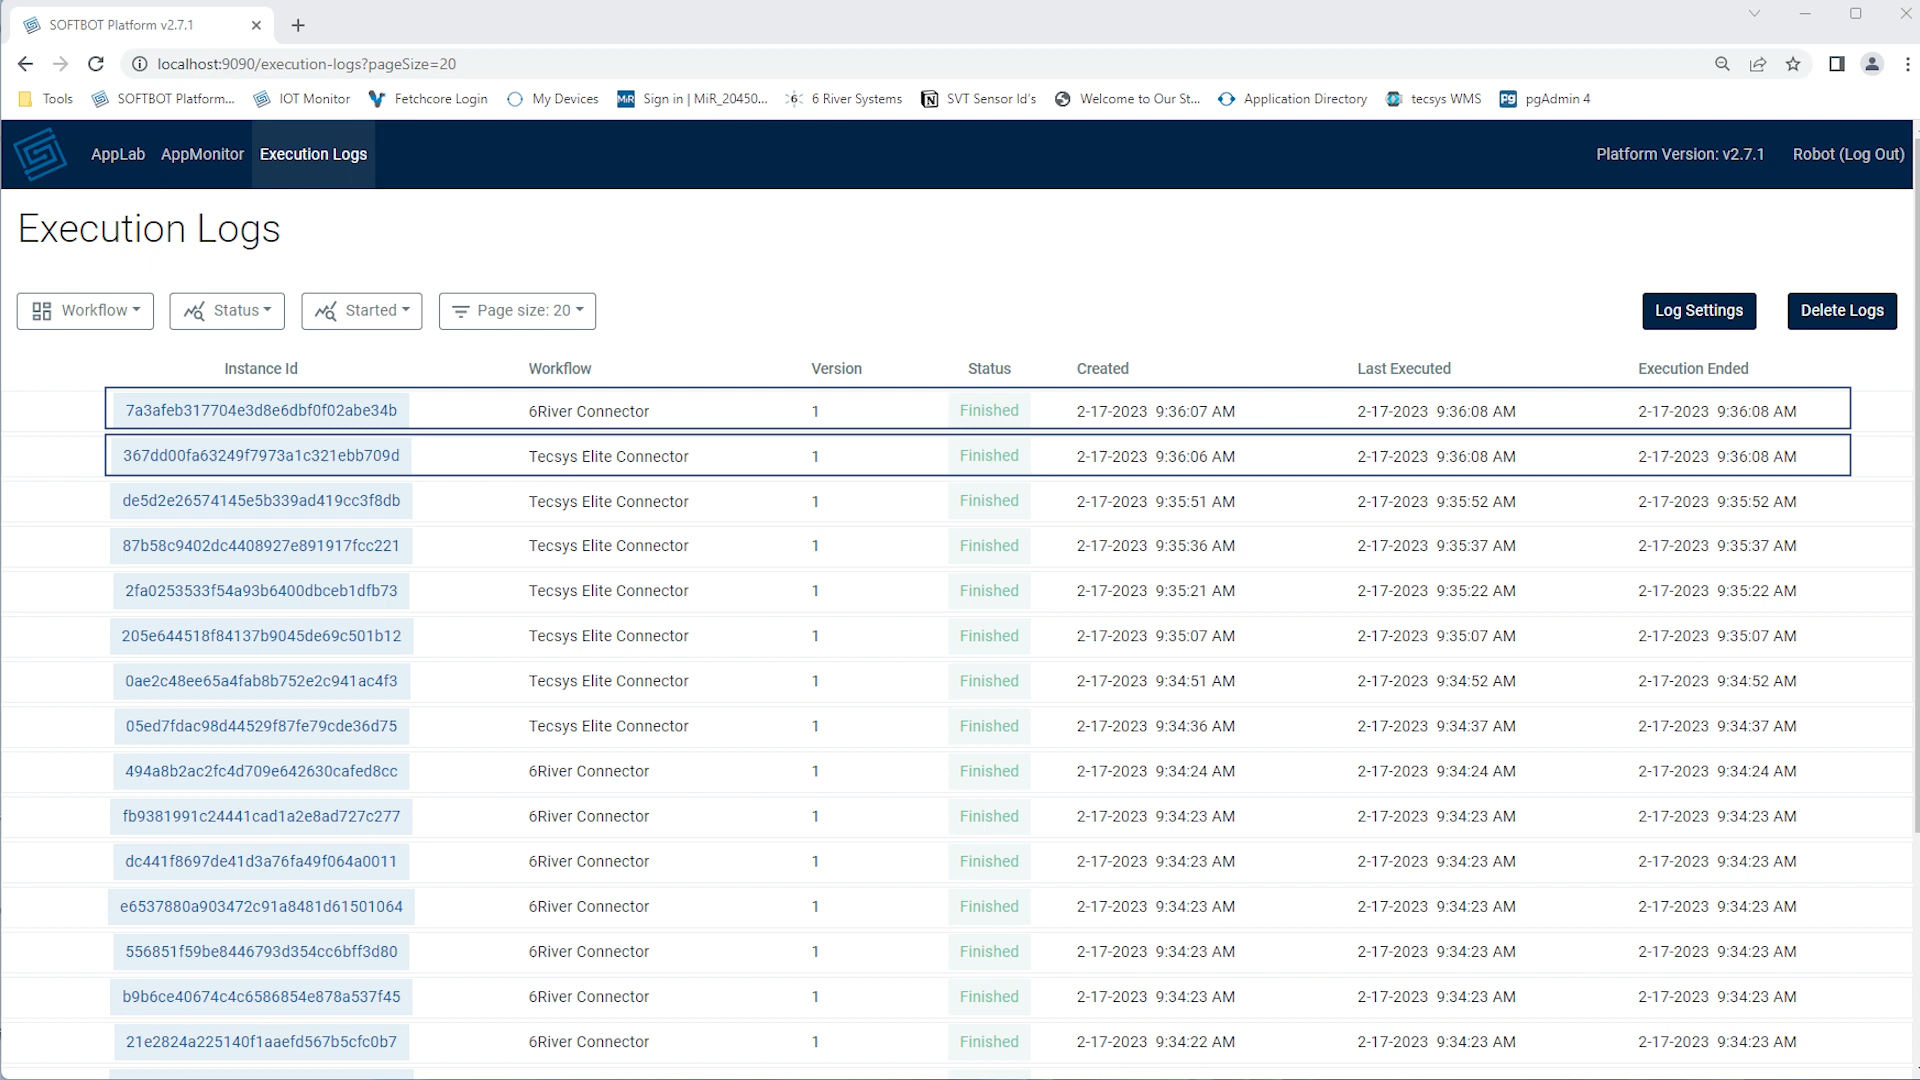 SOFTBOT Platform v2.7.1
localhost:9090/execution-logs?pageSize=20
Tools SOFTBOT Platform... IOT Monitor Fetchcore Login My Devices MiR Sign in | MiR_20450... 6 River Systems SVT Sensor Id's Welcome to Our St... Application Directory tecsys WMS pg pgAdmin 4
AppLab AppMonitor Execution Logs Platform Version: v2.7.1 Robot (Log Out)
Execution Logs
Workflow Status Started Page size: 20 Log Settings Delete Logs
Instance Id Workflow Version Status Created Last Executed Execution Ended
7a3afeb317704e3d8e6dbf0f02abe34b 6River Connector 1 Finished 2-17-2023 9:36:07 AM 2-17-2023 9:36:08 AM 2-17-2023 9:36:08 AM
367dd00fa63249f7973a1c321ebb709d Tecsys Elite Connector 1 Finished 2-17-2023 9:36:06 AM 2-17-2023 9:36:08 AM 2-17-2023 9:36:08 AM
de5d2e26574145e5b339ad419cc3f8db Tecsys Elite Connector 1 Finished 2-17-2023 9:35:51 AM 2-17-2023 9:35:52 AM 2-17-2023 9:35:52 AM
87b58c9402dc4408927e891917fcc221 Tecsys Elite Connector 1 Finished 2-17-2023 9:35:36 AM 2-17-2023 9:35:37 AM 2-17-2023 9:35:37 AM
2fa0253533f54a93b6400dbceb1dfb73 Tecsys Elite Connector 1 Finished 2-17-2023 9:35:21 AM 2-17-2023 9:35:22 AM 2-17-2023 9:35:22 AM
205e644518f84137b9045de69c501b12 Tecsys Elite Connector 1 Finished 2-17-2023 9:35:07 AM 2-17-2023 9:35:07 AM 2-17-2023 9:35:07 AM
0ae2c48ee65a4fab8b752e2c941ac4f3 Tecsys Elite Connector 1 Finished 2-17-2023 9:34:51 AM 2-17-2023 9:34:52 AM 2-17-2023 9:34:52 AM
05ed7fdac98d44529f87fe79cde36d75 Tecsys Elite Connector 1 Finished 2-17-2023 9:34:36 AM 2-17-2023 9:34:37 AM 2-17-2023 9:34:37 AM
494a8b2ac2fc4d709e642630cafed8cc 6River Connector 1 Finished 2-17-2023 9:34:24 AM 2-17-2023 9:34:24 AM 2-17-2023 9:34:24 AM
fb9381991c24441cad1a2e8ad727c277 6River Connector 1 Finished 2-17-2023 9:34:23 AM 2-17-2023 9:34:23 AM 2-17-2023 9:34:23 AM
dc441f8697de41d3a76fa49f064a0011 6River Connector 1 Finished 2-17-2023 9:34:23 AM 2-17-2023 9:34:23 AM 2-17-2023 9:34:23 AM
e6537880a903472c91a8481d61501064 6River Connector 1 Finished 2-17-2023 9:34:23 AM 2-17-2023 9:34:23 AM 2-17-2023 9:34:23 AM
556851f59be8446793d354cc6bff3d80 6River Connector 1 Finished 2-17-2023 9:34:23 AM 2-17-2023 9:34:23 AM 2-17-2023 9:34:23 AM
b9b6ce40674c4c6586854e878a537f45 6River Connector 1 Finished 2-17-2023 9:34:23 AM 2-17-2023 9:34:23 AM 2-17-2023 9:34:23 AM
21e2824a225140f1aaefd567b5cfc0b7 6River Connector 1 Finished 2-17-2023 9:34:22 AM 2-17-2023 9:34:23 AM 2-17-2023 9:34:23 AM